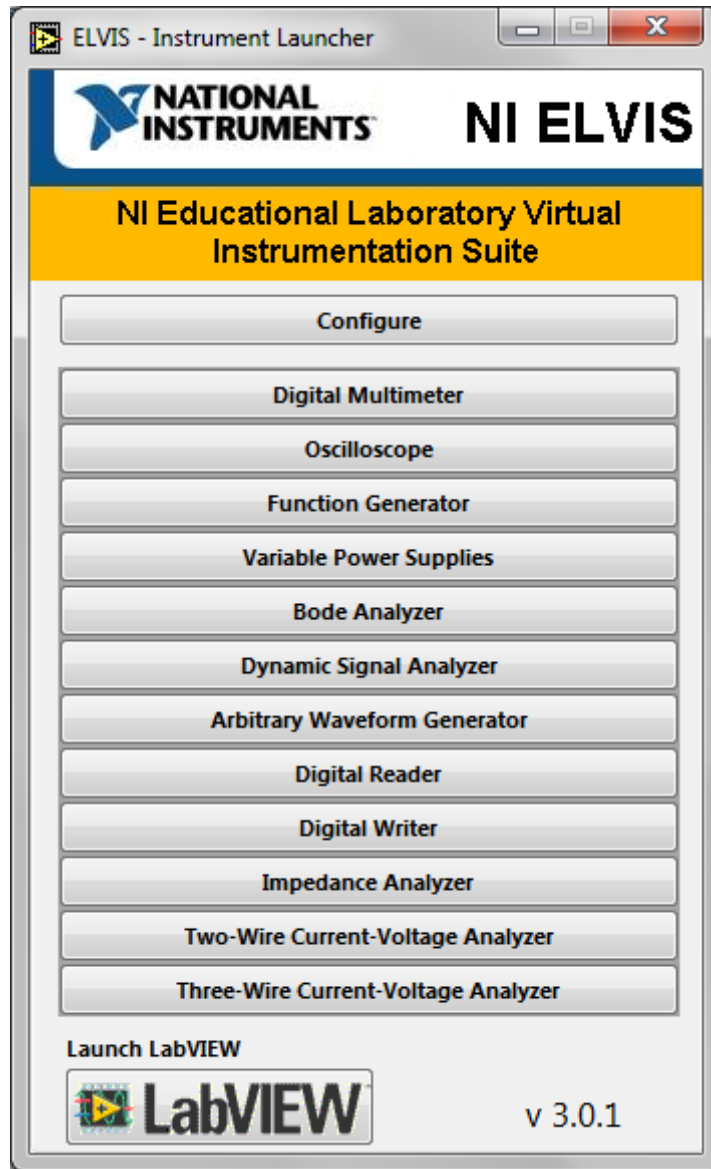 ELVIS - Instrument Launcher
NATIONAL
INSTRUMENTS™
NI ELVIS
NI Educational Laboratory Virtual
Instrumentation Suite
Configure
Digital Multimeter
Oscilloscope
Function Generator
Variable Power Supplies
Bode Analyzer
Dynamic Signal Analyzer
Arbitrary Waveform Generator
Digital Reader
Digital Writer
Impedance Analyzer
Two-Wire Current-Voltage Analyzer
Three-Wire Current-Voltage Analyzer
Launch LabVIEW
LabVIEW™
v 3.0.1